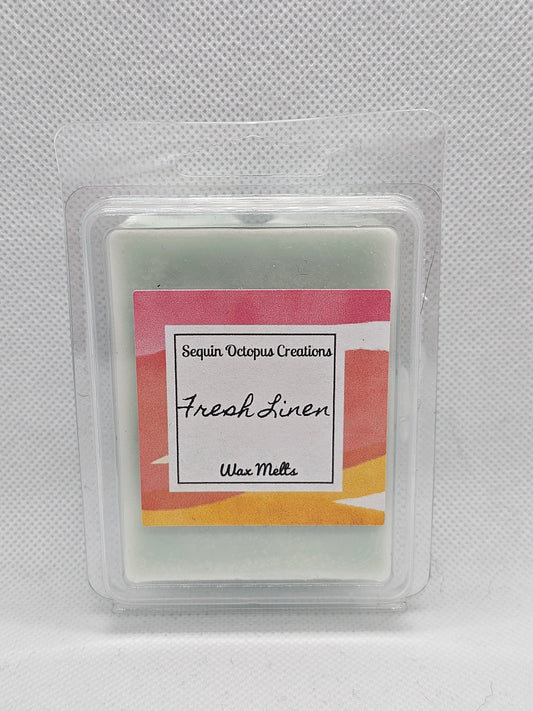 Sequin Octopus Creations
Fresh Linen
Wax Melts